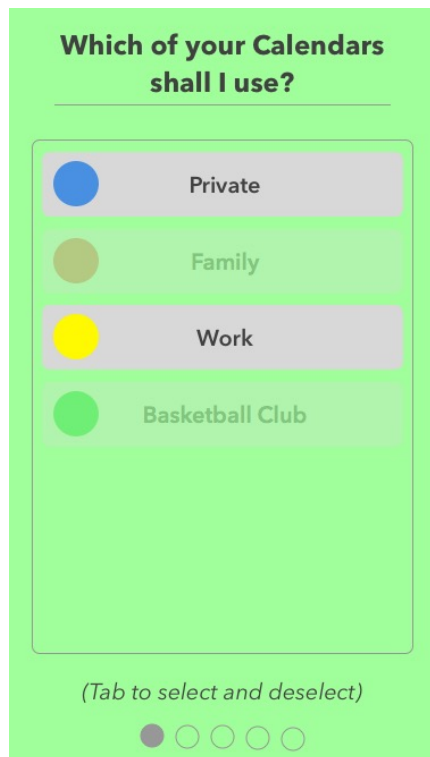 Which of your Calendars
shall I use?
Private
Family
Work
Basketball Club
(Tab to select and deselect)